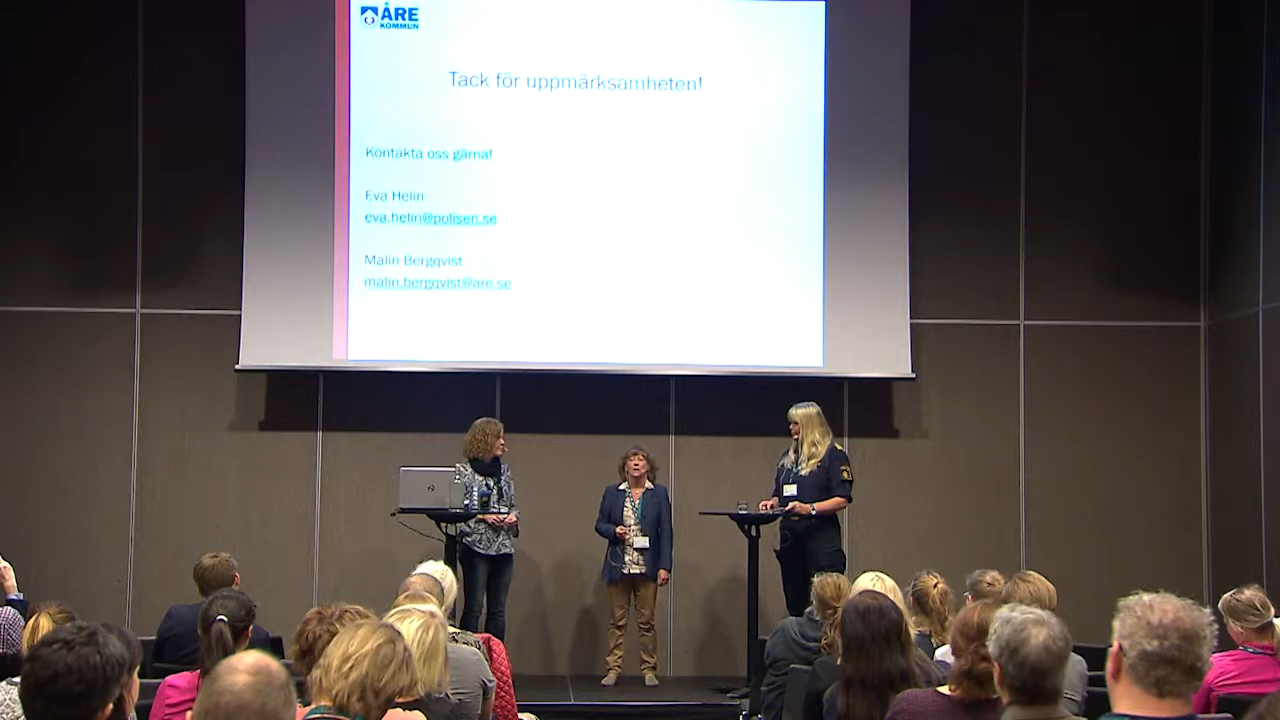 ÅRE
KOMMUN
Tack för uppmärksamheten!
Kontakta oss gärna!
Eva Helin
eva.helin@polisen.se
Malin Bergqvist
malin.bergqvist@are.se